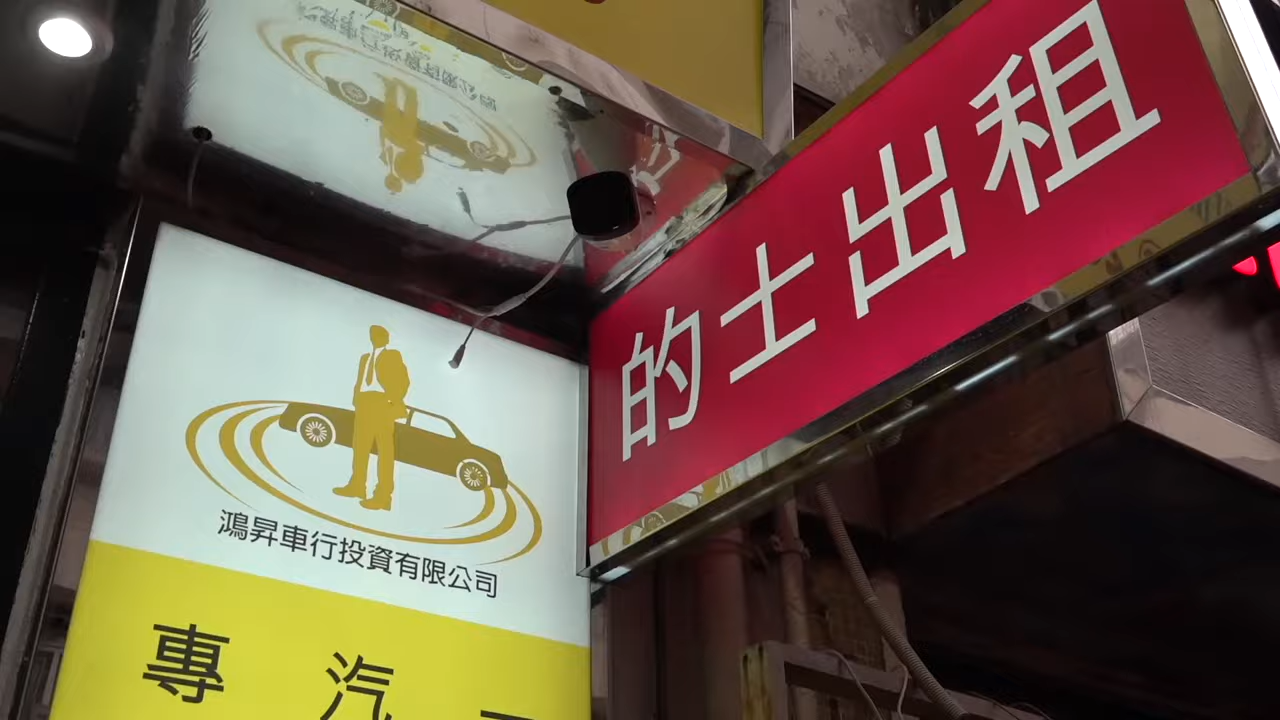 的士出租
鴻昇車行投資有限公司
專 汽